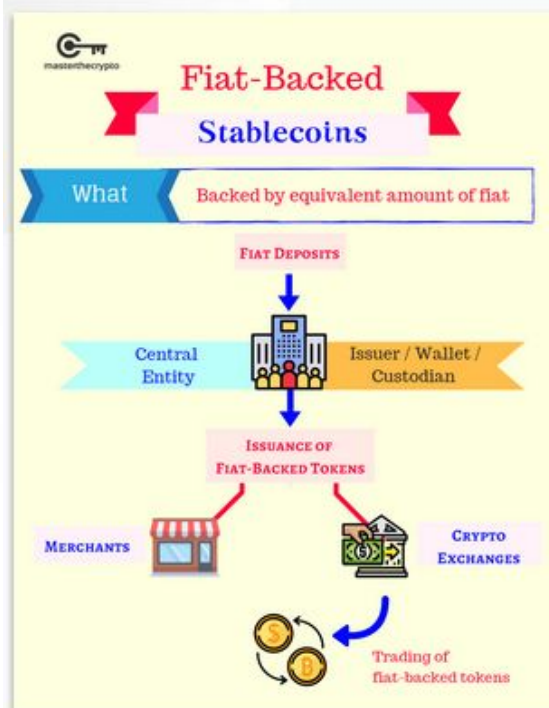 masterthecrypto
Fiat-Backed
Stablecoins
What
Backed by equivalent amount of fiat
Fiat Deposits
Central
Entity
Issuer / Wallet /
Custodian
Issuance of
Fiat-Backed Tokens
Merchants
Crypto
Exchanges
Trading of
fiat-backed tokens